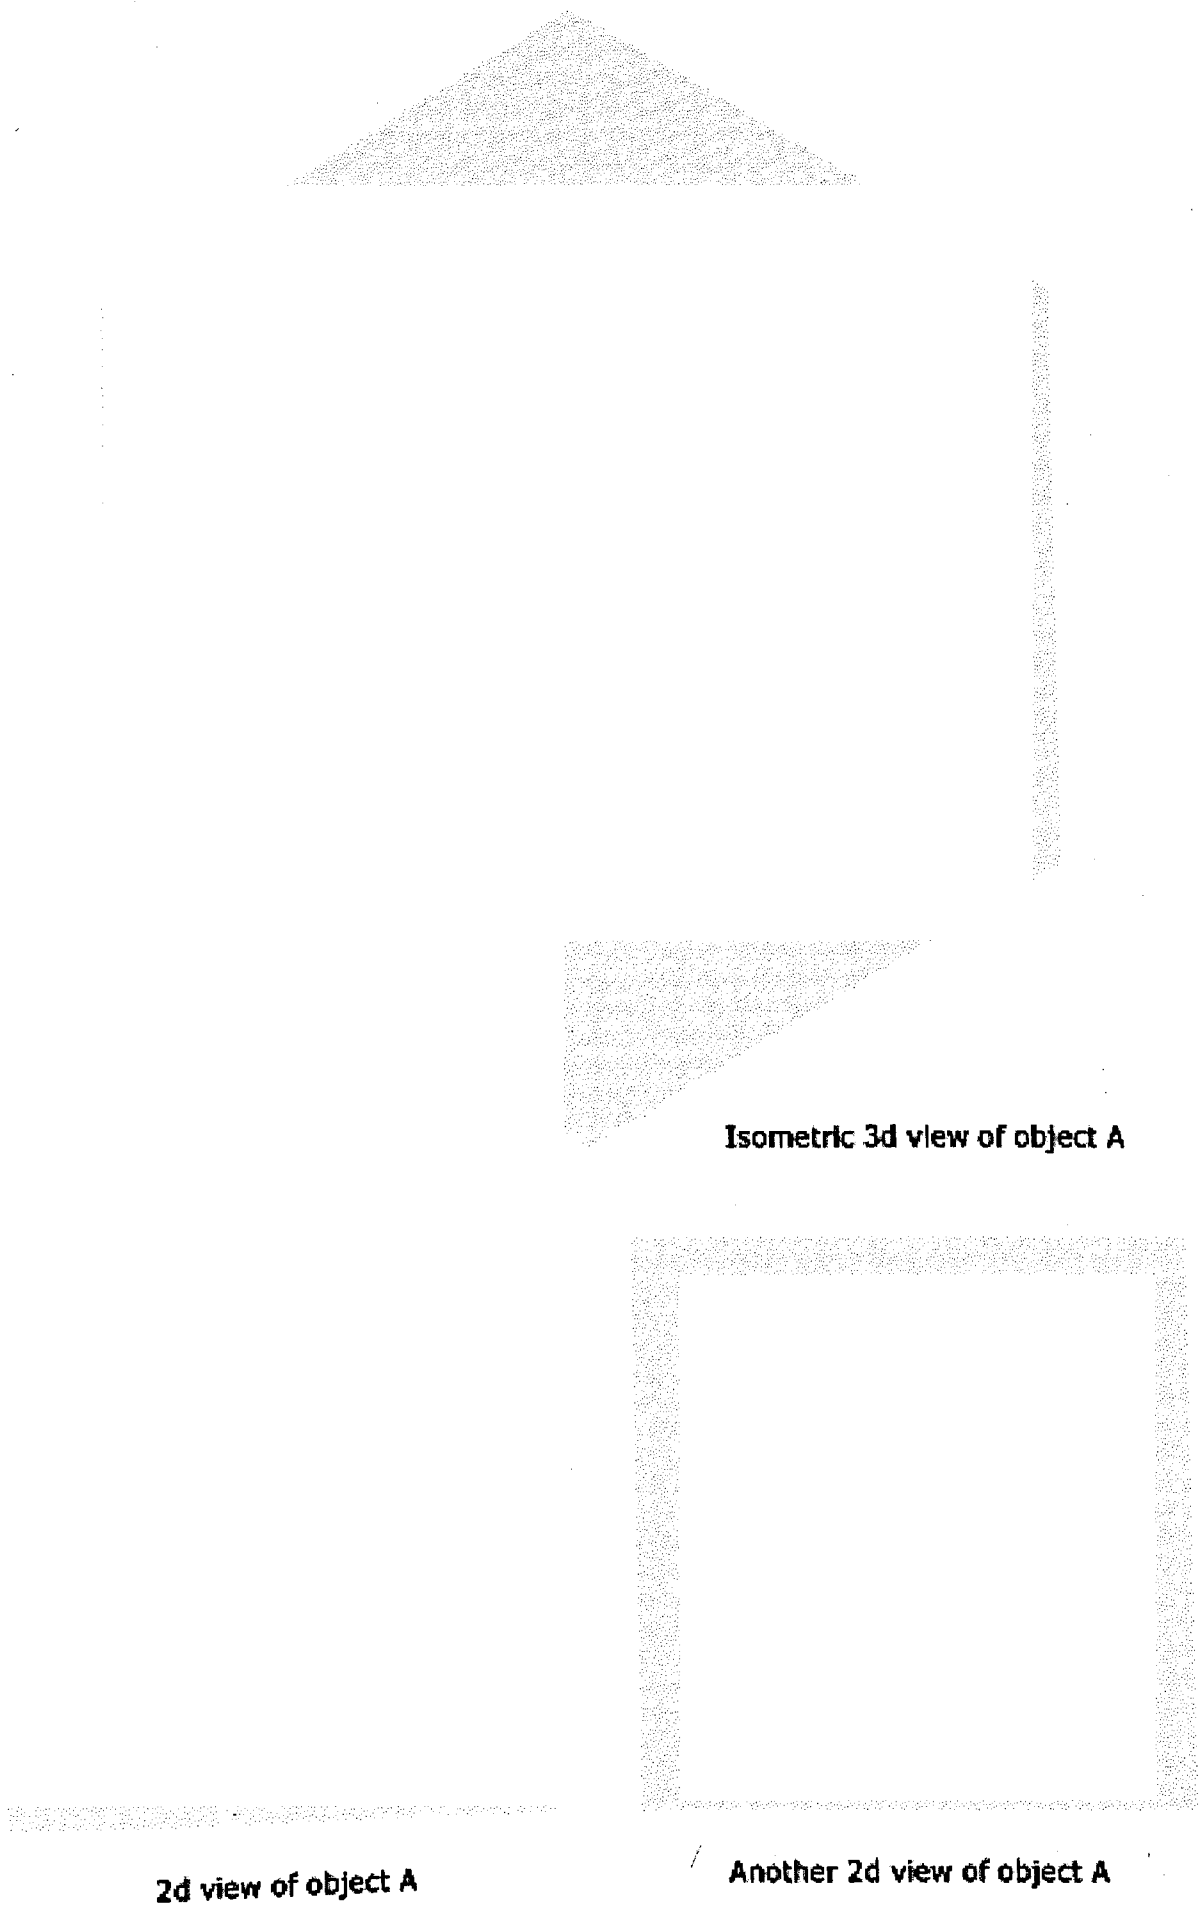 Isometric 3d view of object A
2d view of object A
Another 2d view of object A